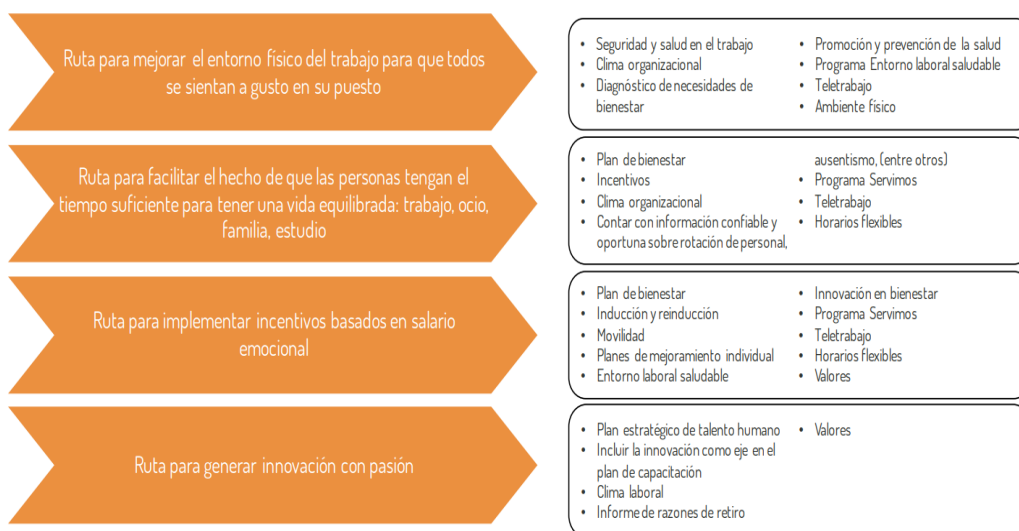 Ruta para mejorar el entorno físico del trabajo para que todos
se sientan a gusto en su puesto
• Seguridad y salud en el trabajo
• Clima organizacional
• Diagnóstico de necesidades de
bienestar
• Promoción y prevención de la salud
• Programa Entorno laboral saludable
• Teletrabajo
• Ambiente físico
Ruta para facilitar el hecho de que las personas tengan el
tiempo suficiente para tener una vida equilibrada: trabajo, ocio,
familia, estudio
• Plan de bienestar
• Incentivos
• Clima organizacional
• Contar con información confiable y
oportuna sobre rotación de personal,
ausentismo, (entre otros)
• Programa Servimos
• Teletrabajo
• Horarios flexibles
Ruta para implementar incentivos basados en salario
emocional
• Plan de bienestar
• Inducción y reinducción
• Movilidad
• Planes de mejoramiento individual
• Entorno laboral saludable
• Innovación en bienestar
• Programa Servimos
• Teletrabajo
• Horarios flexibles
• Valores
Ruta para generar innovación con pasión
• Plan estratégico de talento humano
• Incluir la innovación como eje en el
plan de capacitación
• Clima laboral
• Informe de razones de retiro
• Valores